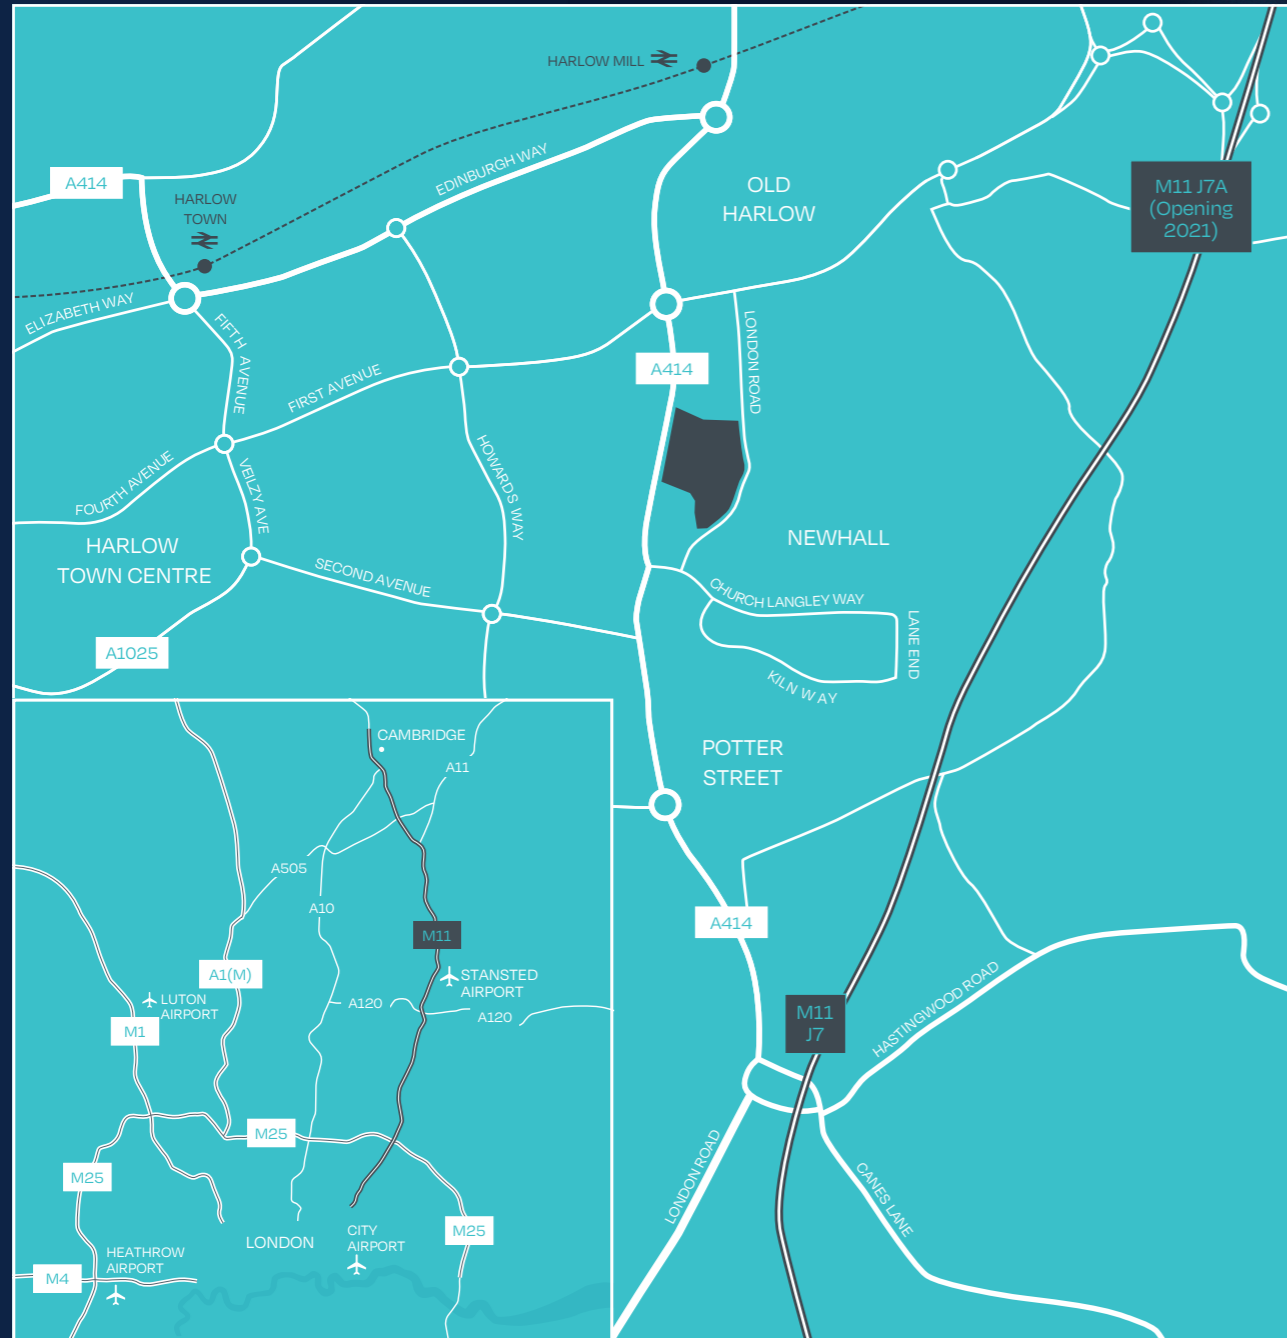 HARLOW MILL
EDINBURGH WAY
A414
HARLOW
TOWN
OLD
HARLOW
M11 J7A
(Opening
2021)
ELIZABETH WAY
FIFTH AVENUE
FIRST AVENUE
A414
LONDON ROAD
FOURTH AVENUE
VEILZY AVE
HOWARDS WAY
HARLOW
TOWN CENTRE
SECOND AVENUE
NEWHALL
CHURCH LANGLEY WAY
LANE END
KILN WAY
A1025
POTTER
STREET
A414
M11
J7
HASTINGWOOD ROAD
LONDON ROAD
CANES LANE
CAMBRIDGE
A11
A505
A10
M11
A1(M)
STANSTED
AIRPORT
LUTON
AIRPORT
A120
A120
M1
M25
M25
M25
LONDON
CITY
AIRPORT
HEATHROW
AIRPORT
M4